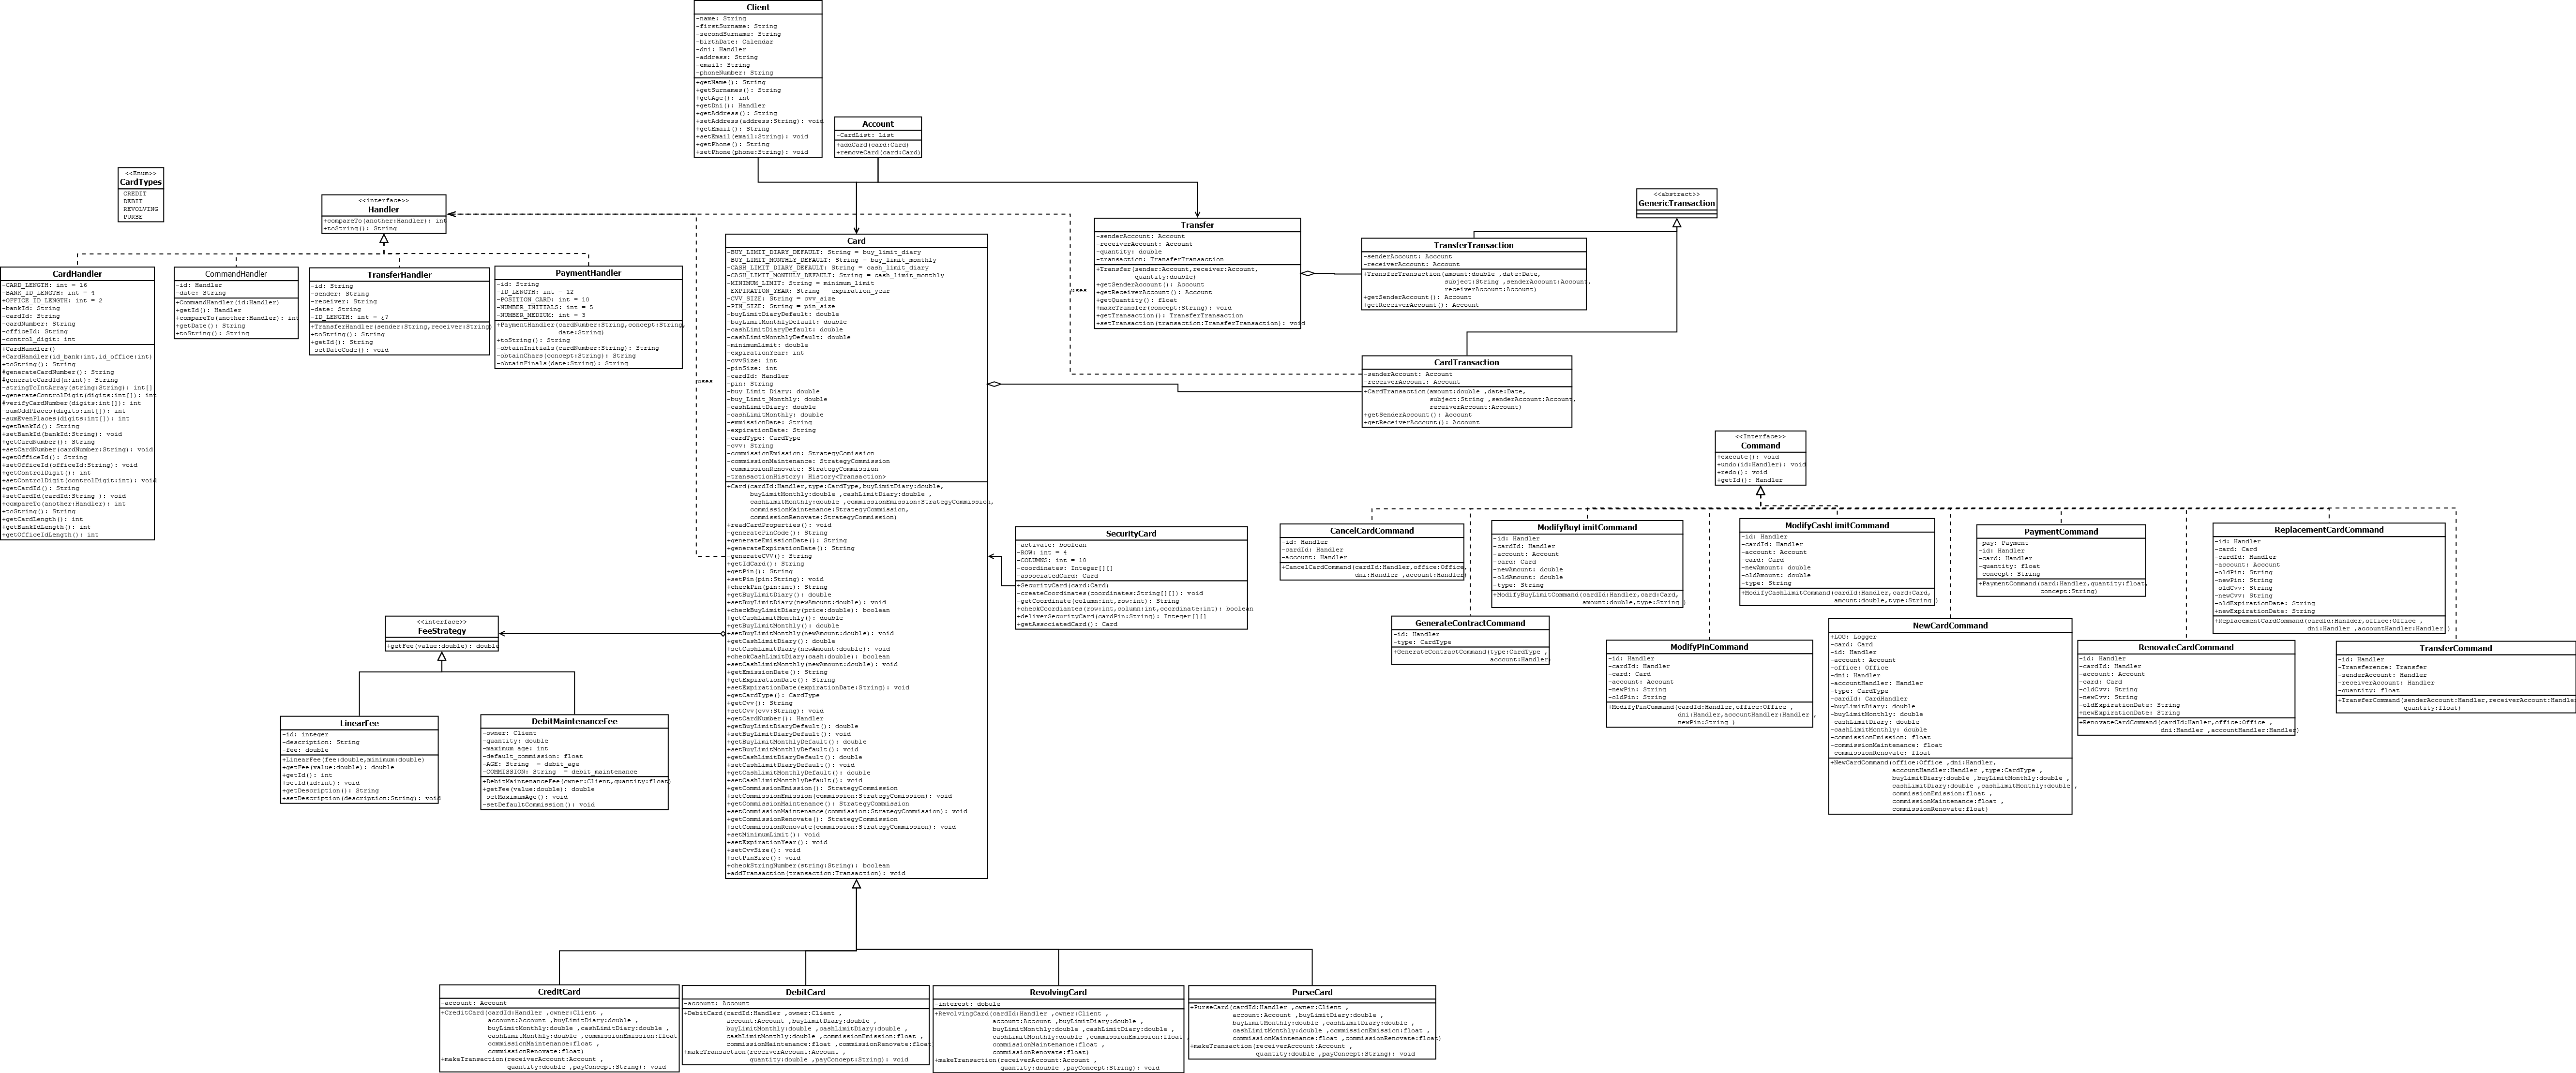 Client
-name: String
-firstSurname: String
-secondSurname: String
-birthDate: Calendar
-dni: Handler
-address: String
-email: String
-phoneNumber: String
+getName(): String
+getSurnames(): String
+getAge(): int
+getDni(): Handler
+getAddress(): String
+setAddress(address:String): void
+getEmail(): String
+setEmail(email:String): void
+getPhone(): String
+setPhone(phone:String): void
Account
-CardList: List
+addCard(card:Card)
+removeCard(card:Card)
<<Enum>>
CardTypes
CREDIT
DEBIT
REVOLVING
PURSE
<<interface>>
Handler
+compareTo(another:Handler): int
+toString(): String
CardHandler
-CARD_LENGTH: int = 16
-BANK_ID_LENGTH: int = 4
+OFFICE_ID_LENGTH: int = 2
-bankId: String
-cardId: String
-cardNumber: String
-officeId: String
-control_digit: int
+CardHandler()
+CardHandler(id_bank:int,id_office:int)
+toString(): String
#generateCardNumber(): String
#generateCardId(n:int): String
-stringToIntArray(string:String): int[]
-generateControlDigit(digits:int[]): int
#verifyCardNumber(digits:int[]): int
-sumOddPlaces(digits:int[]): int
-sumEvenPlaces(digits:int[]): int
+getBankId(): String
+setBankId(bankId:String): void
+getCardNumber(): String
+setCardNumber(cardNumber:String): void
+getOfficeId(): String
+setOfficeId(officeId:String): void
+getControlDigit(): int
+setControlDigit(controlDigit:int): void
+getCardId(): String
+setCardId(cardId:String ): void
+compareTo(another:Handler): int
+toString(): String
+getCardLength(): int
+getBankIdLength(): int
+getOfficeIdLength(): int
CommandHandler
-id: Handler
-date: String
+CommandHandler(id:Handler)
+getId(): Handler
+compareTo(another:Handler): int
+getDate(): String
+toString(): String
TransferHandler
-id: String
-sender: String
-receiver: String
-date: String
-ID_LENGTH: int = ¿?
+TransferHandler(sender:String,receiver:String)
+toString(): String
+getId(): String
-setDateCode(): void
PaymentHandler
-id: String
-ID_LENGTH: int = 12
-POSITION_CARD: int = 10
-NUMBER_INITIALS: int = 5
-NUMBER_MEDIUM: int = 3
+PaymentHandler(cardNumber:String,concept:String,
date:String)
+toString(): String
-obtainInitials(cardNumber:String): String
-obtainChars(concept:String): String
-obtainFinals(date:String): String
uses
uses
Card
-BUY_LIMIT_DIARY_DEFAULT: String = buy_limit_diary
-BUY_LIMIT_MONTHLY_DEFAULT: String = buy_limit_monthly
-CASH_LIMIT_DIARY_DEFAULT: String = cash_limit_diary
-CASH_LIMIT_MONTHLY_DEFAULT: String = cash_limit_monthly
-MINIMUM_LIMIT: String = minimum_limit
-EXPIRATION_YEAR: String = expiration_year
-CVV_SIZE: String = cvv_size
-PIN_SIZE: String = pin_size
-buyLimitDiaryDefault: double
-buyLimitMonthlyDefault: double
-cashLimitDiaryDefault: double
-cashLimitMonthlyDefault: double
-minimumLimit: double
-expirationYear: int
-cvvSize: int
-pinSize: int
-cardId: Handler
-pin: String
-buy_Limit_Diary: double
-buy_Limit_Monthly: double
-cashLimitDiary: double
-cashLimitMonthly: double
-emmissionDate: String
-expirationDate: String
-cardType: CardType
-cvv: String
-commissionEmission: StrategyComission
-commissionMaintenance: StrategyCommission
-commissionRenovate: StrategyCommission
-transactionHistory: History<Transaction>
+Card(cardId:Handler,type:CardType,buyLimitDiary:double,
buyLimitMonthly:double ,cashLimitDiary:double ,
cashLimitMonthly:double ,commissionEmission:StrategyCommission,
commissionMaintenance:StrategyCommission,
commissionRenovate:StrategyCommission)
+readCardProperties(): void
-generatePinCode(): String
+generateEmissionDate(): String
+generateExpirationDate(): String
-generateCVV(): String
+getIdCard(): String
+getPin(): String
+setPin(pin:String): void
+checkPin(pin:int): String
+getBuyLimitDiary(): double
+setBuyLimitDiary(newAmount:double): void
+checkBuyLimitDiary(price:double): boolean
+getCashLimitMonthly(): double
+getBuyLimitMonthly(): double
+setBuyLimitMonthly(newAmount:double): void
+getCashLimitDiary(): double
+setCashLimitDiary(newAmount:double): void
+checkCashLimitDiary(cash:double): boolean
+setCashLimitMonthly(newAmount:double): void
+getEmissionDate(): String
+getExpirationDate(): String
+setExpirationDate(expirationDate:String): void
+getCardType(): CardType
+getCvv(): String
+setCvv(cvv:String): void
+getCardNumber(): Handler
+getBuyLimitDiaryDefault(): double
+setBuyLimitDiaryDefault(): void
+getBuyLimitMonthlyDefault(): double
+setBuyLimitMonthlyDefault(): void
+getCashLimitDiaryDefault(): double
+setCashLimitDiaryDefault(): void
+getCashLimitMonthlyDefault(): double
+setCashLimitMonthlyDefault(): void
+getCommissionEmission(): StrategyCommission
+setCommissionEmission(commission:StrategyComission): void
+getCommissionMaintenance(): StrategyCommission
+setCommissionMaintenance(commission:StrategyCommission): void
+getCommissionRenovate(): StrategyCommission
+setCommissionRenovate(commission:StrategyCommission): void
+setMinimumLimit(): void
+setExpirationYear(): void
+setCvvSize(): void
+setPinSize(): void
+checkStringNumber(string:String): boolean
+addTransaction(transaction:Transaction): void
Transfer
-senderAccount: Account
-receiverAccount: Account
-quantity: double
-transaction: TransferTransaction
+Transfer(sender:Account,receiver:Account,
quantity:double)
+getSenderAccount(): Account
+getReceiverAccount(): Account
+getQuantity(): float
+makeTransfer(concept:String): void
+getTransaction(): TransferTransaction
+setTransaction(transaction:TransferTransaction): void
<<abstract>>
GenericTransaction
TransferTransaction
-senderAccount: Account
-receiverAccount: Account
+TransferTransaction(amount:double ,date:Date,
subject:String ,senderAccount:Account,
receiverAccount:Account)
+getSenderAccount(): Account
+getReceiverAccount(): Account
CardTransaction
-senderAccount: Account
-receiverAccount: Account
+CardTransaction(amount:double ,date:Date,
subject:String ,senderAccount:Account,
receiverAccount:Account)
+getSenderAccount(): Account
+getReceiverAccount(): Account
SecurityCard
-activate: boolean
-ROW: int = 4
-COLUMNS: int = 10
-coordinates: Integer[][]
-associatedCard: Card
+SecurityCard(card:Card)
-createCoordinates(coordinates:String[][]): void
-getCoordinate(column:int,row:int): String
+checkCoordiantes(row:int,column:int,coordinate:int): boolean
+deliverSecurityCard(cardPin:String): Integer[][]
+getAssociatedCard(): Card
<<Interface>>
Command
+execute(): void
+undo(id:Handler): void
+redo(): void
+getId(): Handler
CancelCardCommand
-id: Handler
-cardId: Handler
-account: Handler
+CancelCardCommand(cardId:Handler,office:Office,
dni:Handler ,account:Handler)
ModifyBuyLimitCommand
-id: Handler
-cardId: Handler
-account: Account
-card: Card
-newAmount: double
-oldAmount: double
-type: String
+ModifyBuyLimitCommand(cardId:Handler,card:Card,
amount:double,type:String )
ModifyCashLimitCommand
-id: Handler
-cardId: Handler
-account: Account
-card: Card
-newAmount: double
-oldAmount: double
-type: String
+ModifyCashLimitCommand(cardId:Handler,card:Card,
amount:double,type:String )
PaymentCommand
-pay: Payment
-id: Handler
-card: Handler
-quantity: float
-concept: String
+PaymentCommand(card:Handler,quantity:float,
concept:String)
ReplacementCardCommand
-id: Handler
-card: Card
-cardId: Handler
-account: Account
-oldPin: String
-newPin: String
-oldCvv: String
-newCvv: String
-oldExpirationDate: String
+newExpirationDate: String
+ReplacementCardCommand(cardId:Hanlder,office:Office ,
dni:Handler ,accountHandler:Handler )
GenerateContractCommand
-id: Handler
-type: CardType
+GenerateContractCommand(type:CardType ,
account:Handler)
ModifyPinCommand
-id: Handler
-cardId: Handler
-card: Card
-account: Account
-newPin: String
-oldPin: String
+ModifyPinCommand(cardId:Handler,office:Office ,
dni:Handler,accountHandler:Handler ,
newPin:String )
NewCardCommand
+LOG: Logger
-card: Card
-id: Handler
-account: Account
-office: Office
-dni: Handler
-accountHandler: Handler
-type: CardType
-cardId: CardHandler
-buyLimitDiary: double
-buyLimitMonthly: double
-cashLimitDiary: double
-cashLimitMonthly: double
-commissionEmission: float
-commissionMaintenance: float
-commissionRenovate: float
+NewCardCommand(office:Office ,dni:Handler,
accountHandler:Handler ,type:CardType ,
buyLimitDiary:double ,buyLimitMonthly:double ,
cashLimitDiary:double ,cashLimitMonthly:double ,
commissionEmission:float ,
commissionMaintenance:float ,
commissionRenovate:float)
RenovateCardCommand
-id: Handler
-cardId: Handler
-account: Account
-card: Card
-oldCvv: String
-newCvv: String
-oldExpirationDate: String
+newExpirationDate: String
+RenovateCardCommand(cardId:Hanler,office:Office ,
dni:Handler ,accountHandler:Handler)
TransferCommand
-id: Handler
-Transference: Transfer
-senderAccount: Handler
-receiverAccount: Handler
-quantity: float
+TransferCommand(senderAccount:Handler,receiverAccount:Handler
quantity:float)
<<interface>>
FeeStrategy
+getFee(value:double): double
LinearFee
-id: integer
-description: String
-fee: double
+LinearFee(fee:double,minimum:double)
+getFee(value:double): double
+getId(): int
+setId(id:int): void
+getDescription(): String
+setDescription(description:String): void
DebitMaintenanceFee
-owner: Client
-quantity: double
-maximum_age: int
-default_commission: float
-AGE: String  = debit_age
-COMMISSION: String  = debit_maintenance
+DebitMaintenanceFee(owner:Client,quantity:float)
+getFee(value:double): double
-setMaximumAge(): void
-setDefaultCommission(): void
CreditCard
-account: Account
+CreditCard(cardId:Handler ,owner:Client ,
account:Account ,buyLimitDiary:double ,
buyLimitMonthly:double ,cashLimitDiary:double ,
cashLimitMonthly:double ,commissionEmission:float
commissionMaintenance:float ,
commissionRenovate:float)
+makeTransaction(receiverAccount:Account ,
quantity:double ,payConcept:String): void
DebitCard
-account: Account
+DebitCard(cardId:Handler ,owner:Client ,
account:Account ,buyLimitDiary:double ,
buyLimitMonthly:double ,cashLimitDiary:double ,
cashLimitMonthly:double ,commissionEmission:float ,
commissionMaintenance:float ,commissionRenovate:float
+makeTransaction(receiverAccount:Account ,
quantity:double ,payConcept:String): void
RevolvingCard
-interest: dobule
+RevolvingCard(cardId:Handler ,owner:Client ,
account:Account ,buyLimitDiary:double ,
buyLimitMonthly:double ,cashLimitDiary:double ,
cashLimitMonthly:double ,commissionEmission:float ,
commissionMaintenance:float ,
commissionRenovate:float)
+makeTransaction(receiverAccount:Account ,
quantity:double ,payConcept:String): void
PurseCard
+PurseCard(cardId:Handler ,owner:Client ,
account:Account ,buyLimitDiary:double ,
buyLimitMonthly:double ,cashLimitDiary:double ,
cashLimitMonthly:double ,commissionEmission:float ,
commissionMaintenance:float ,commissionRenovate:float)
+makeTransaction(receiverAccount:Account ,
quantity:double ,payConcept:String): void